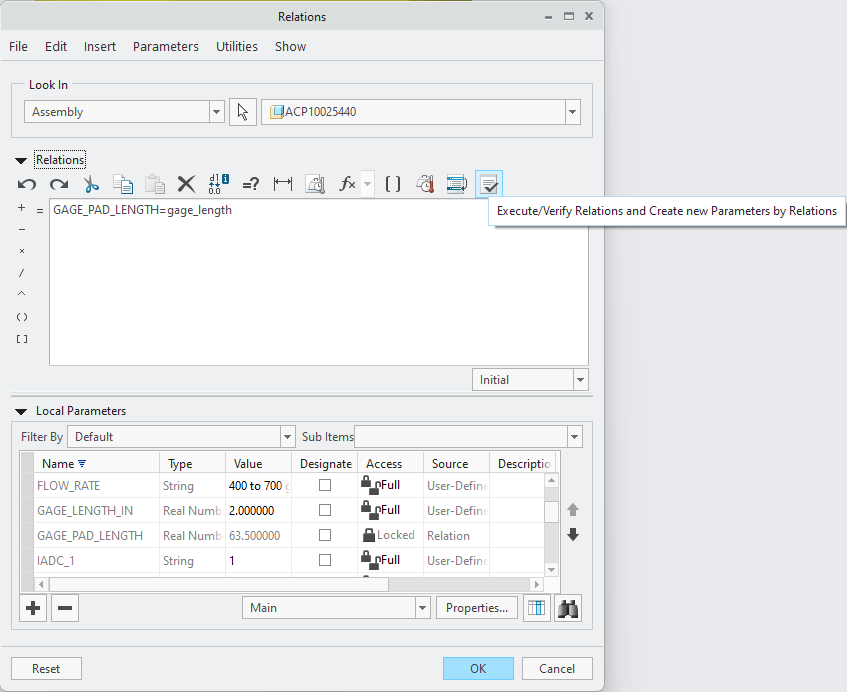 Relations
File Edit Insert Parameters Utilities Show
Look In
Assembly ACP10025440
Relations
=? fx [ ]
+ = GAGE_PAD_LENGTH=gage_length
Execute/Verify Relations and Create new Parameters by Relations
−
×
/
^
()
[]
Initial
Local Parameters
Filter By Default Sub Items
Name Type Value Designate Access Source Descriptio
FLOW_RATE String 400 to 700 Full User-Define
GAGE_LENGTH_IN Real Numb 2.000000 Full User-Define
GAGE_PAD_LENGTH Real Numb 63.500000 Locked Relation
IADC_1 String 1 Full User-Define
Main Properties...
Reset OK Cancel